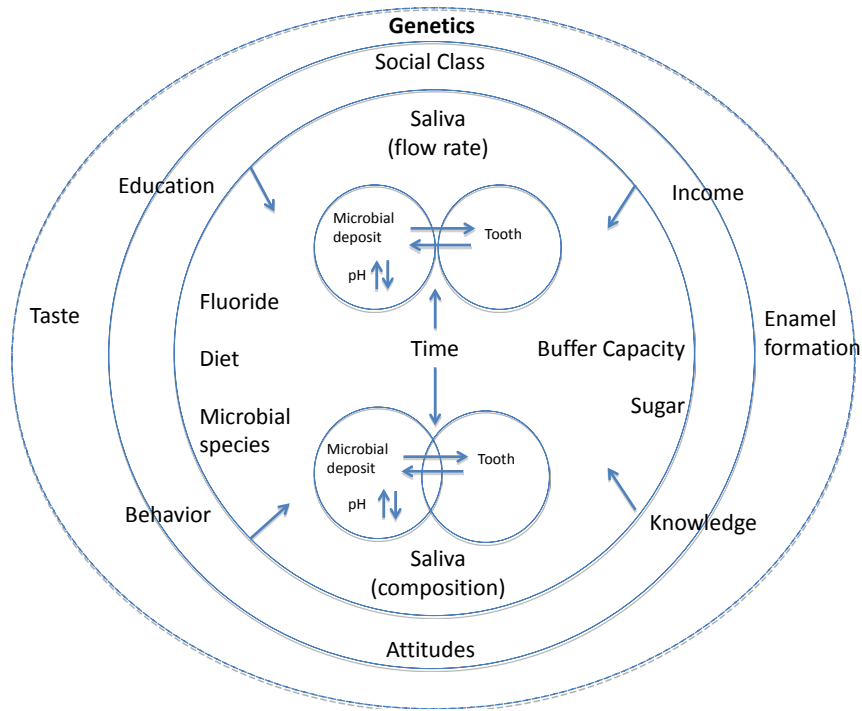 Genetics
Social Class
Saliva
(flow rate)
Education
Income
Microbial
deposit
Tooth
pH
Taste
Fluoride
Enamel
formation
Diet
Time
Buffer Capacity
Sugar
Microbial
species
Microbial
deposit
Tooth
pH
Behavior
Knowledge
Saliva
(composition)
Attitudes